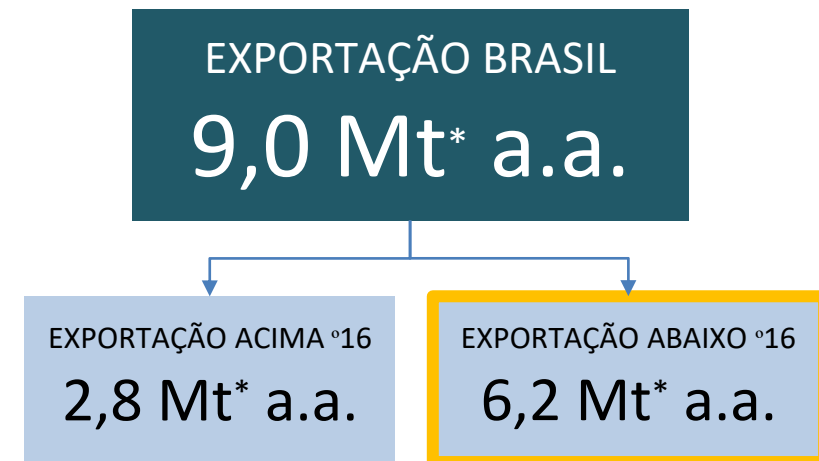 EXPORTAÇÃO BRASIL
9,0 Mt* a.a.
EXPORTAÇÃO ACIMA º16
2,8 Mt* a.a.
EXPORTAÇÃO ABAIXO º16
6,2 Mt* a.a.